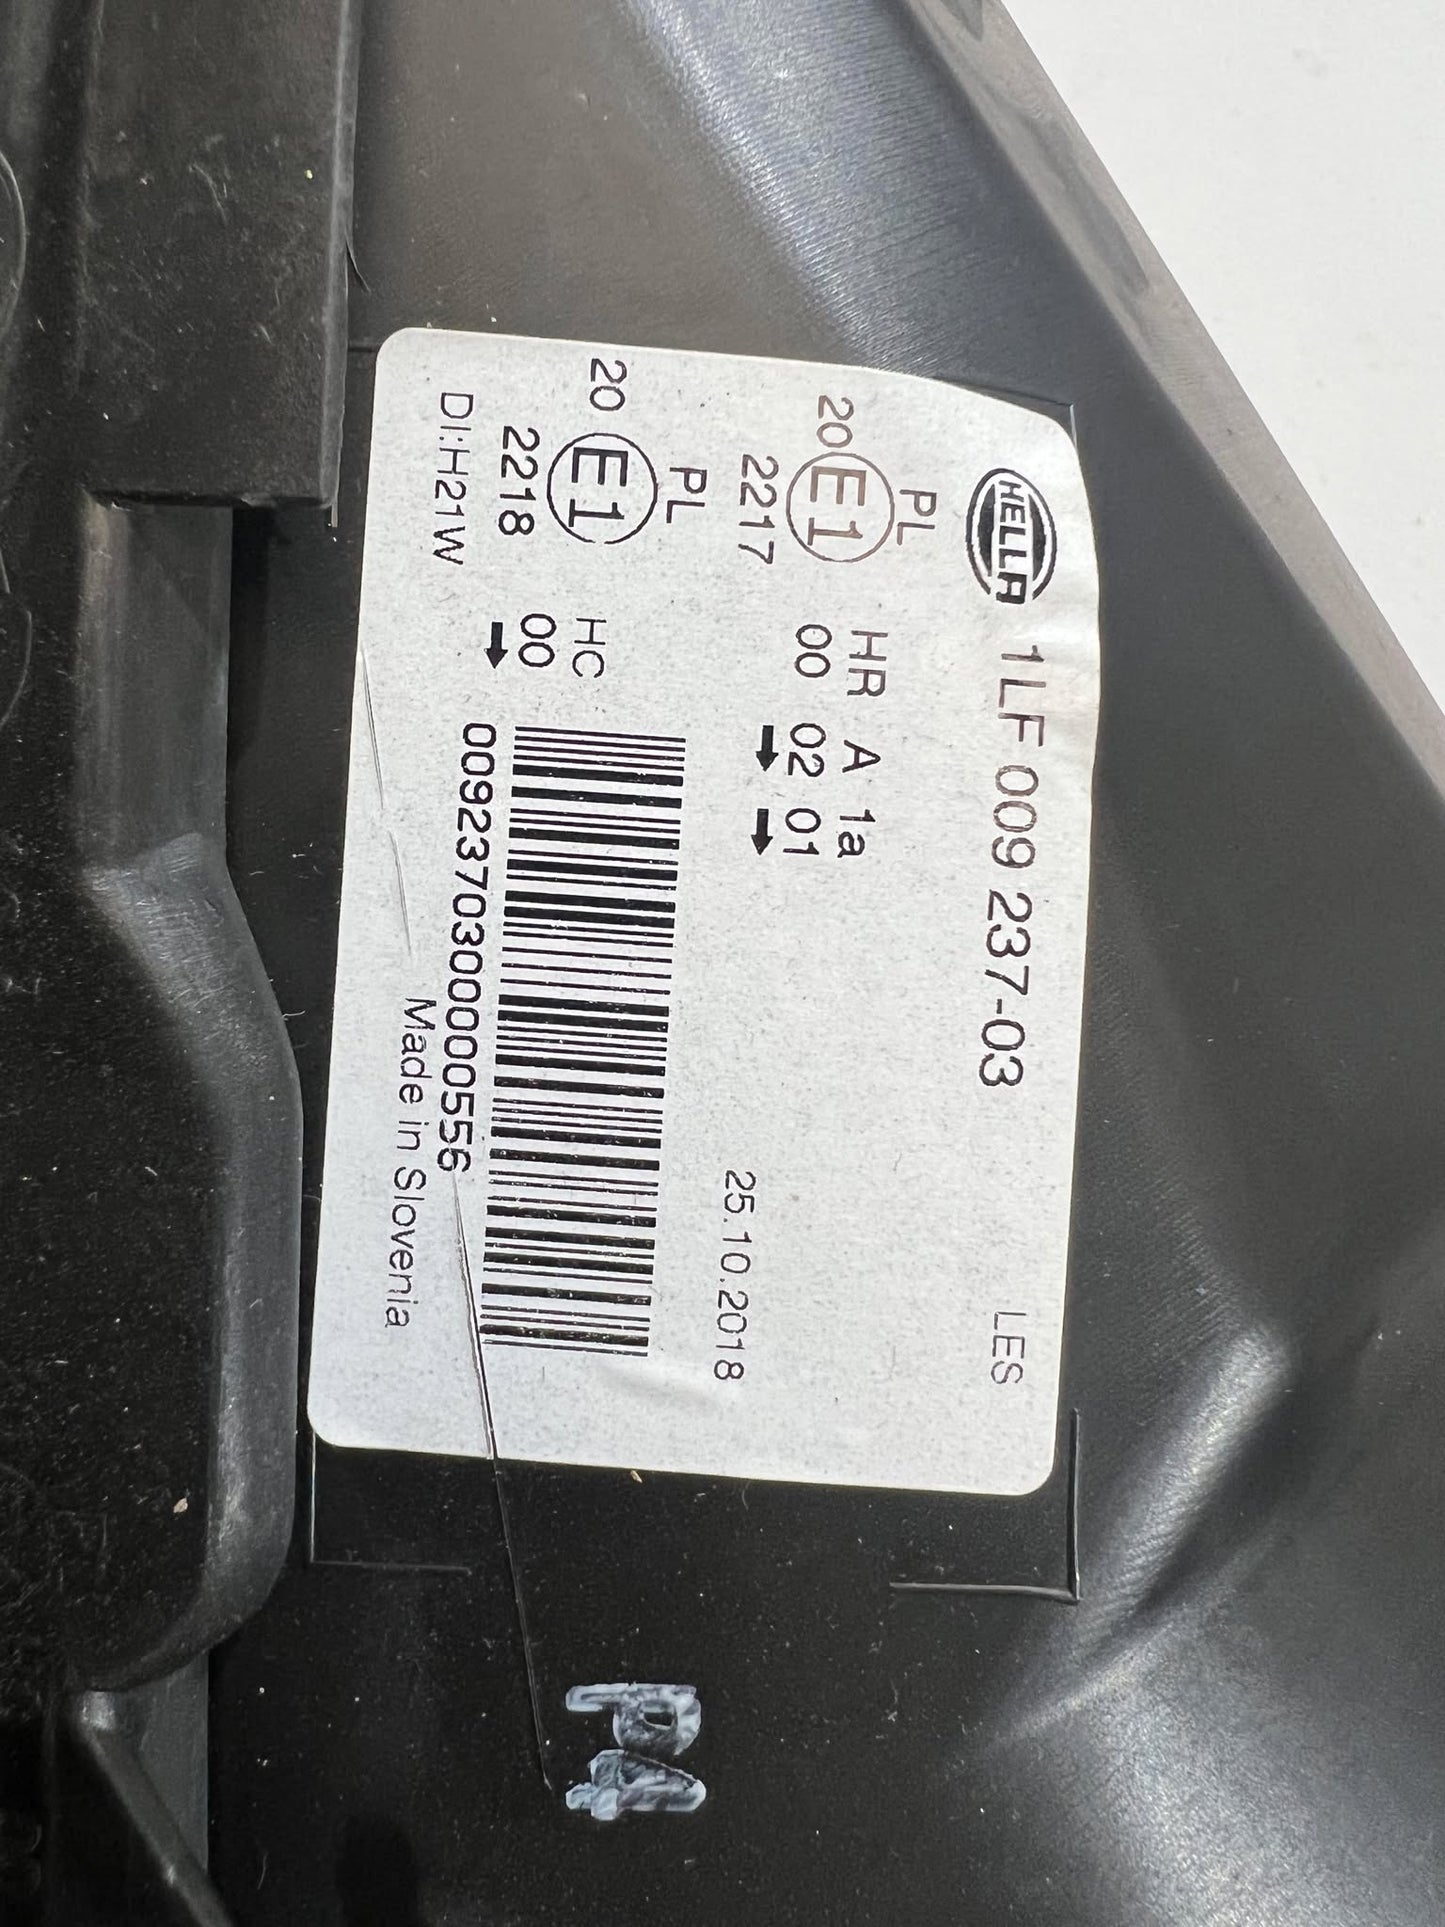 HELLA 1LF 009 237-03 LES
PL
20 E1 HR A 1a
2217 00 02 01
25.10.2018
PL
20 E1 HC
2218 00
DI:H21W
00923703000000556
Made in Slovenia